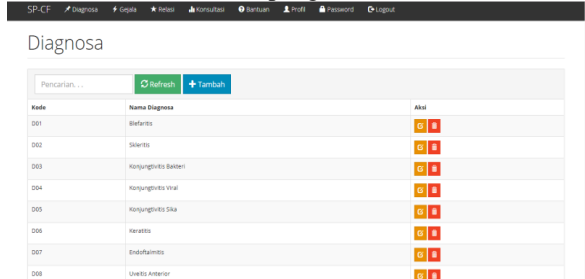 SP-CF Diagnosa Gejala Relasi Konsultasi Bantuan Profil Password Logout
Diagnosa
Pencarian. . . Refresh Tambah
Kode Nama Diagnosa Aksi
D01 Blefaritis
D02 Skleritis
D03 Konjungtivitis Bakteri
D04 Konjungtivitis Viral
D05 Konjungtivitis Sika
D06 Keratitis
D07 Endoftalmitis
D08 Uveitis Anterior